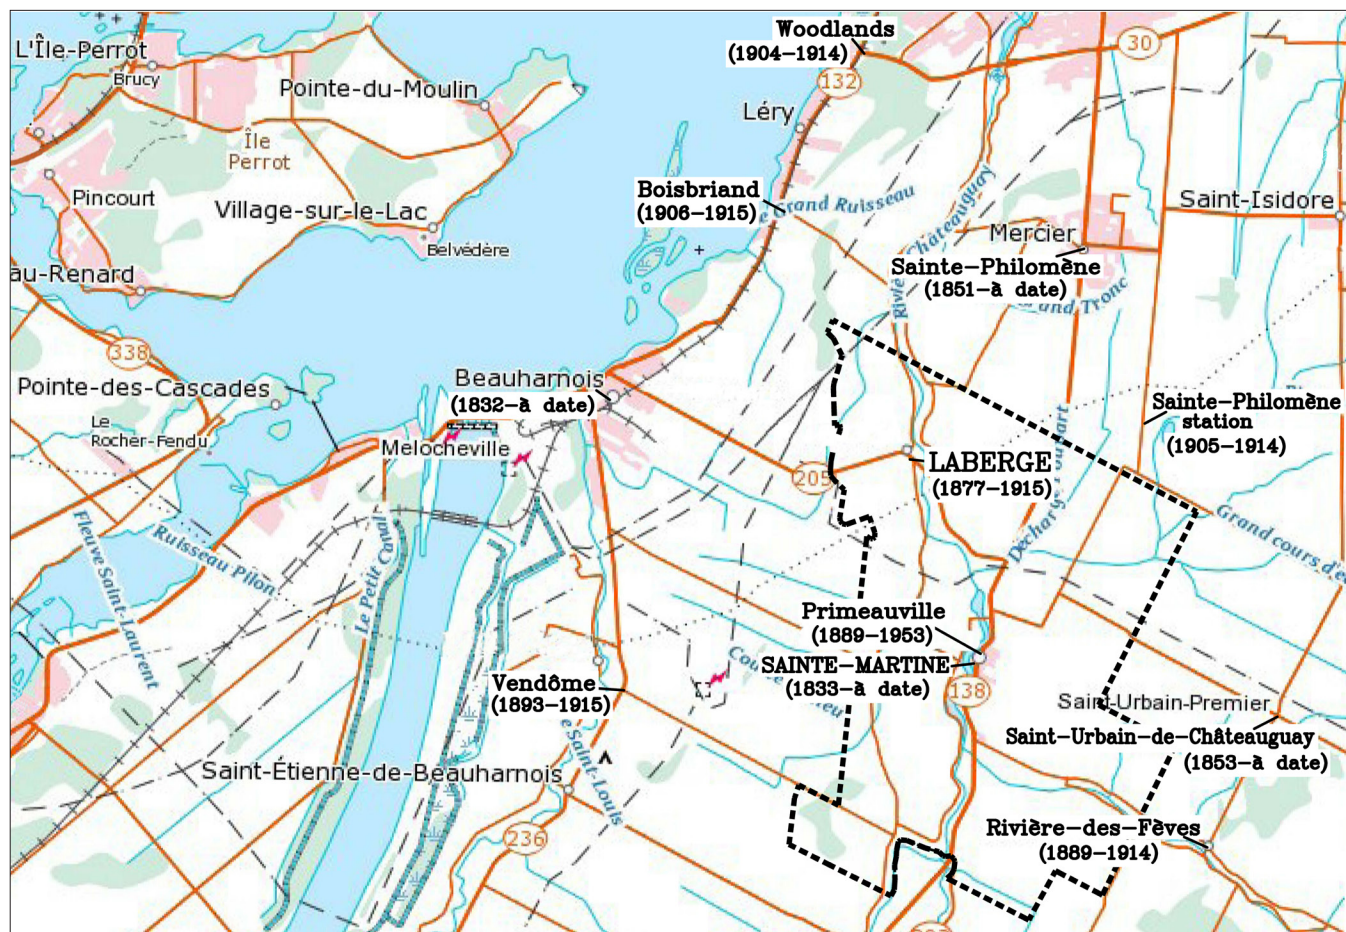 Woodlands
(1904-1914)
30
L'Île-Perrot
Brucy
Pointe-du-Moulin
132
Léry
Île
Perrot
Pincourt
Boisbriand
(1906-1915)
Grand Ruisseau
Châteauguay
Saint-Isidore
Village-sur-le-Lac
Belvédère
Mercier
Sainte-Philomène
(1851-à date)
au-Renard
338
Beauharnois
(1832-à date)
Pointe-des-Cascades
Le
Rocher-Fendu
Melocheville
Sainte-Philomène
station
(1905-1914)
205
LABERGE
(1877-1915)
Grand cours d'e
Fleuve Saint-Laurent
Ruisseau Pilon
Le Petit Canal
Primeauville
(1889-1953)
SAINTE-MARTINE
(1833-à date)
138
Vendôme
(1893-1915)
Saint-Urbain-Premier
Saint-Urbain-de-Châteauguay
(1853-à date)
Saint-Étienne-de-Beauharnois
Saint-Louis
236
Rivière-des-Fèves
(1889-1914)